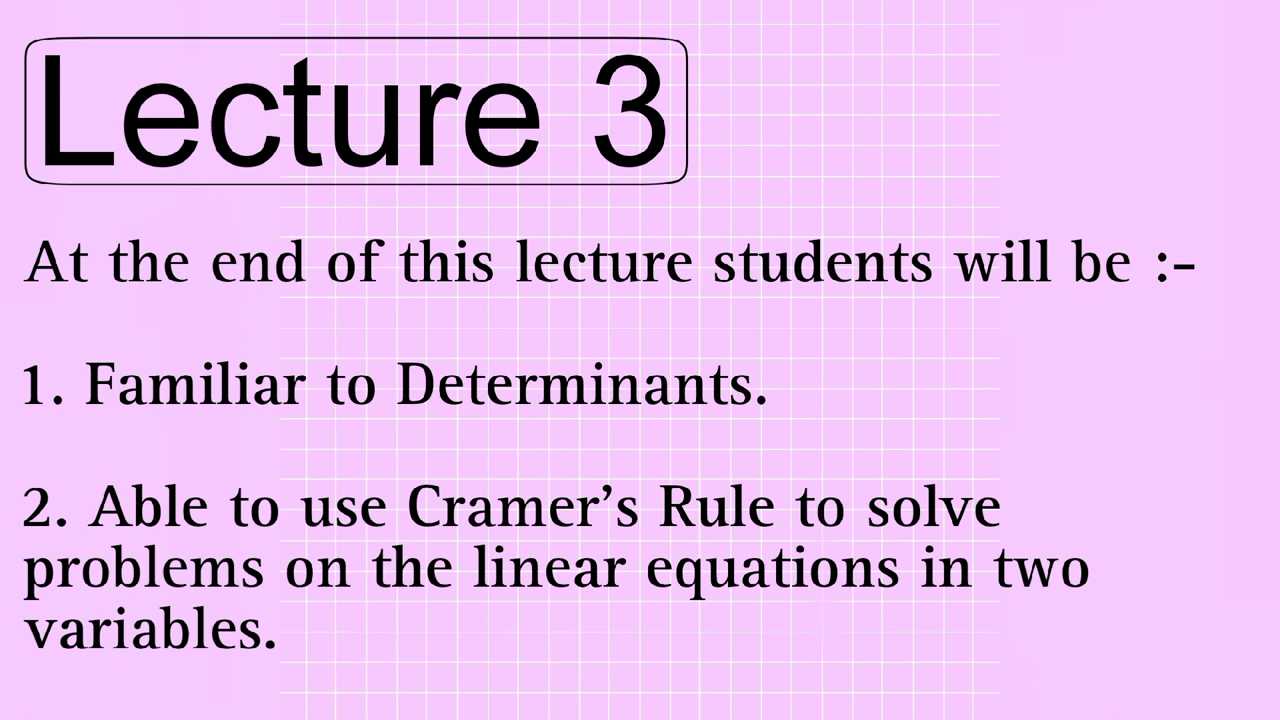 Lecture 3
At the end of this lecture students will be :-
1. Familiar to Determinants.
2. Able to use Cramer’s Rule to solve
problems on the linear equations in two
variables.